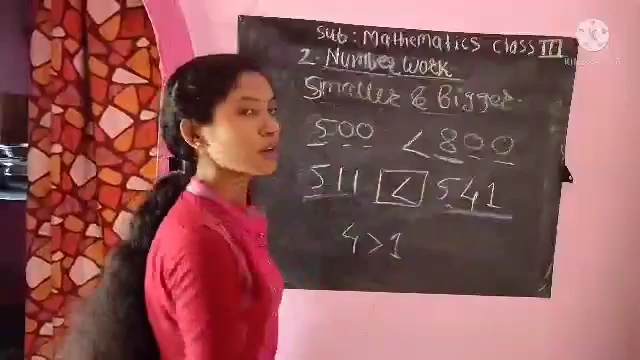 Sub: Mathematics Class III
2. Number work
Smaller & Bigger.
500 < 800
511 < 541
4 > 1